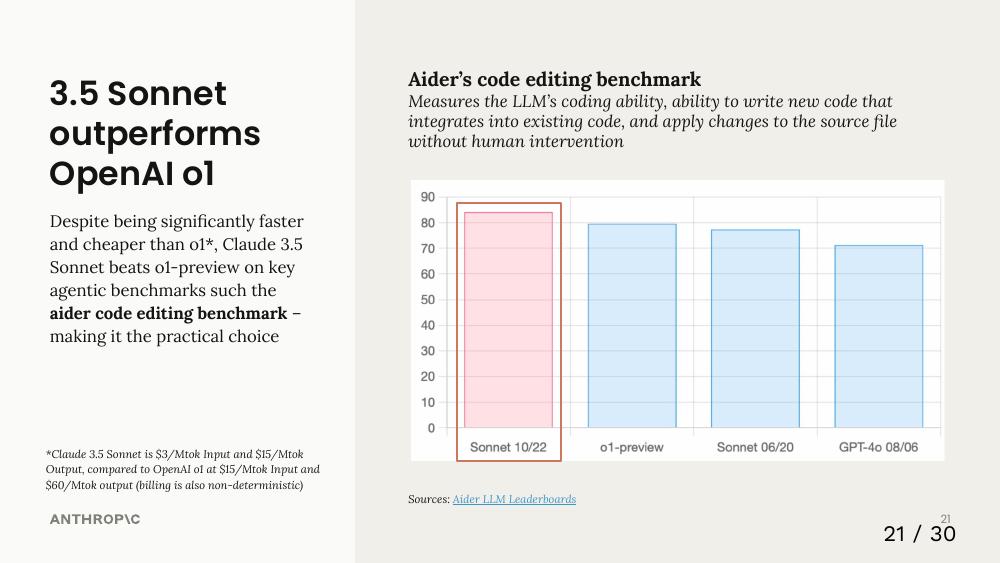 3.5 Sonnet
outperforms
OpenAI o1
Despite being significantly faster
and cheaper than o1*, Claude 3.5
Sonnet beats o1-preview on key
agentic benchmarks such the
aider code editing benchmark –
making it the practical choice
*Claude 3.5 Sonnet is $3/Mtok Input and $15/Mtok
Output, compared to OpenAI o1 at $15/Mtok Input and
$60/Mtok output (billing is also non-deterministic)
ANTHROP\C
Aider’s code editing benchmark
Measures the LLM’s coding ability, ability to write new code that
integrates into existing code, and apply changes to the source file
without human intervention
90
80
70
60
50
40
30
20
10
0
Sonnet 10/22 o1-preview Sonnet 06/20 GPT-4o 08/06
Sources: Aider LLM Leaderboards
21
21 / 30